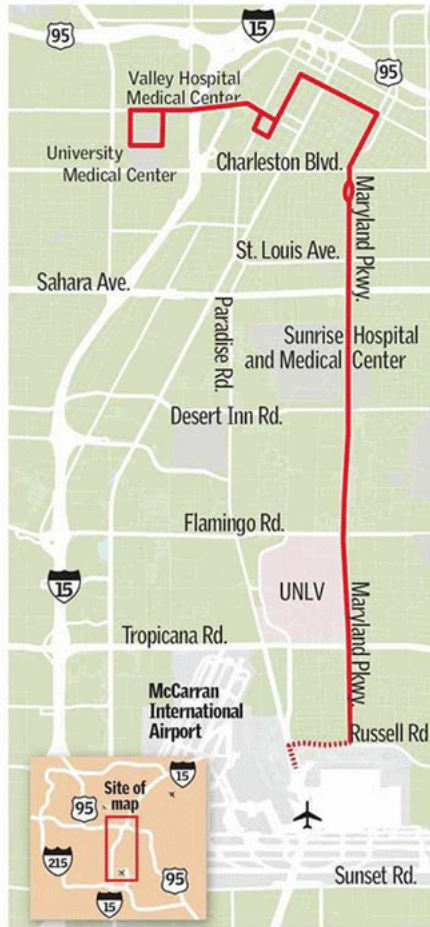 15
95
Valley Hospital
Medical Center
95
University
Medical Center
Charleston Blvd.
Maryland Pkwy.
St. Louis Ave.
Sahara Ave.
Paradise Rd.
Sunrise Hospital
and Medical Center
Desert Inn Rd.
Flamingo Rd.
15
UNLV
Maryland Pkwy.
Tropicana Rd.
McCarran
International
Airport
Russell Rd.
Site of
map
15
95
215
95
15
Sunset Rd.